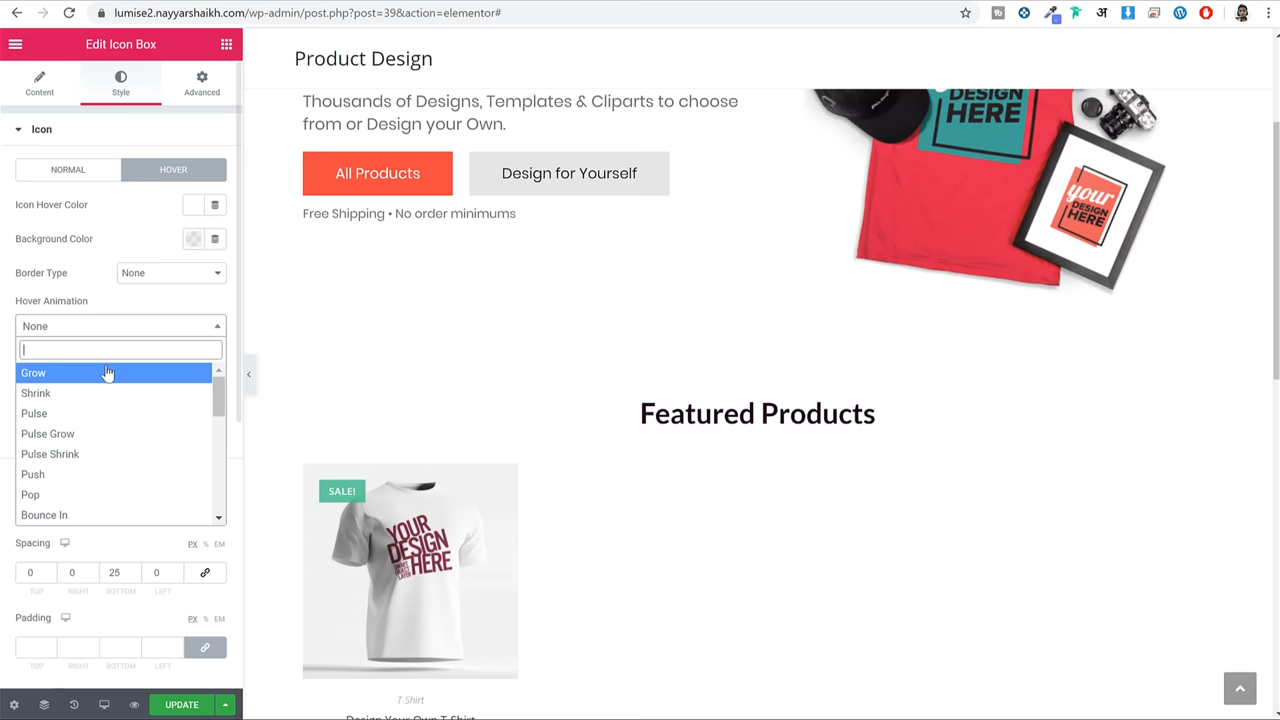 lumise2.nayyarshaikh.com/wp-admin/post.php?post=39&action=elementor#
Edit Icon Box
Content
Style
Advanced
Icon
NORMAL
HOVER
Icon Hover Color
Background Color
Border Type
None
Hover Animation
None
Grow
Shrink
Pulse
Pulse Grow
Pulse Shrink
Push
Pop
Bounce In
Spacing
PX % EM
0 0 25 0
TOP RIGHT BOTTOM LEFT
Padding
PX % EM
TOP RIGHT BOTTOM LEFT
UPDATE
Product Design
Thousands of Designs, Templates & Cliparts to choose
from or Design your Own.
All Products
Design for Yourself
Free Shipping • No order minimums
DESIGN
HERE
your
DESIGN
HERE
Featured Products
SALE!
YOUR
DESIGN
HERE
T-Shirt
Design Your Own T-Shirt